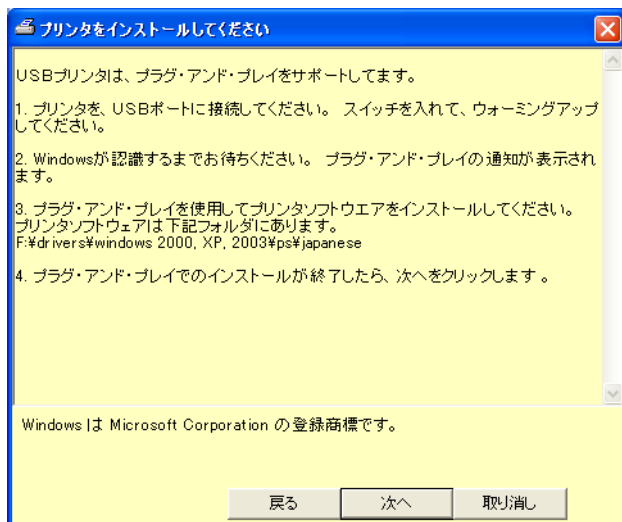 プリンタをインストールしてください
USBプリンタは、プラグ・アンド・プレイをサポートしてます。
1. プリンタを、USBポートに接続してください。 スイッチを入れて、ウォーミングアップ
してください。
2. Windowsが認識するまでお待ちください。 プラグ・アンド・プレイの通知が表示され
ます。
3. プラグ・アンド・プレイを使用してプリンタソフトウエアをインストールしてください。
プリンタソフトウェアは下記フォルダにあります。
F:¥drivers¥windows 2000, XP, 2003¥ps¥japanese
4. プラグ・アンド・プレイでのインストールが終了したら、次へをクリックします 。
Windows は Microsoft Corporation の登録商標です。
戻る
次へ
取り消し